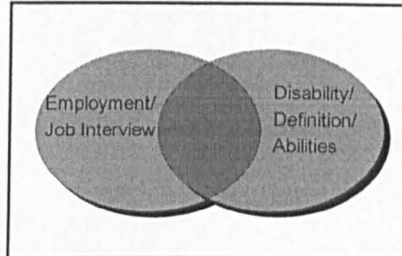 Employment/
Job Interview
Disability/
Definition/
Abilities